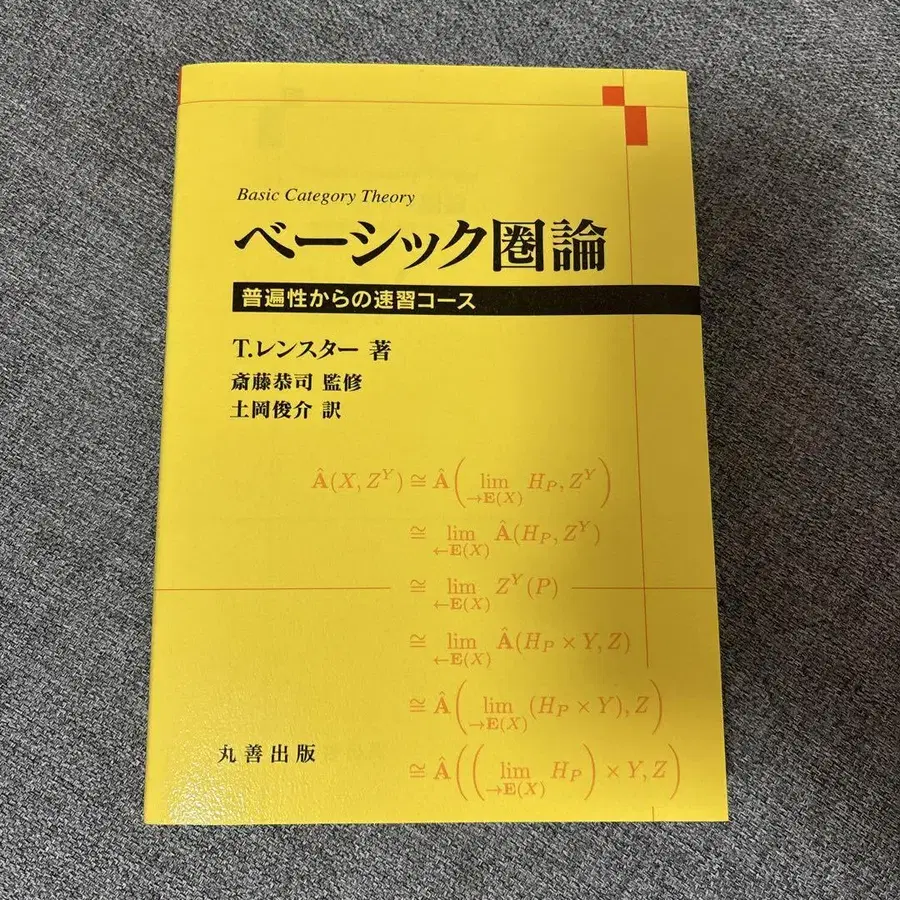 Basic Category Theory
ベーシック圏論
普遍性からの速習コース
T.レンスター 著
斎藤恭司 監修
土岡俊介 訳
Â(X, Z^Y) ≅ Â(lim_{→E(X)} H_P, Z^Y)
≅ lim_{←E(X)} Â(H_P, Z^Y)
≅ lim_{←E(X)} Z^Y(P)
≅ lim_{←E(X)} Â(H_P × Y, Z)
≅ Â(lim_{→E(X)} (H_P × Y), Z)
≅ Â((lim_{→E(X)} H_P) × Y, Z)
丸善出版